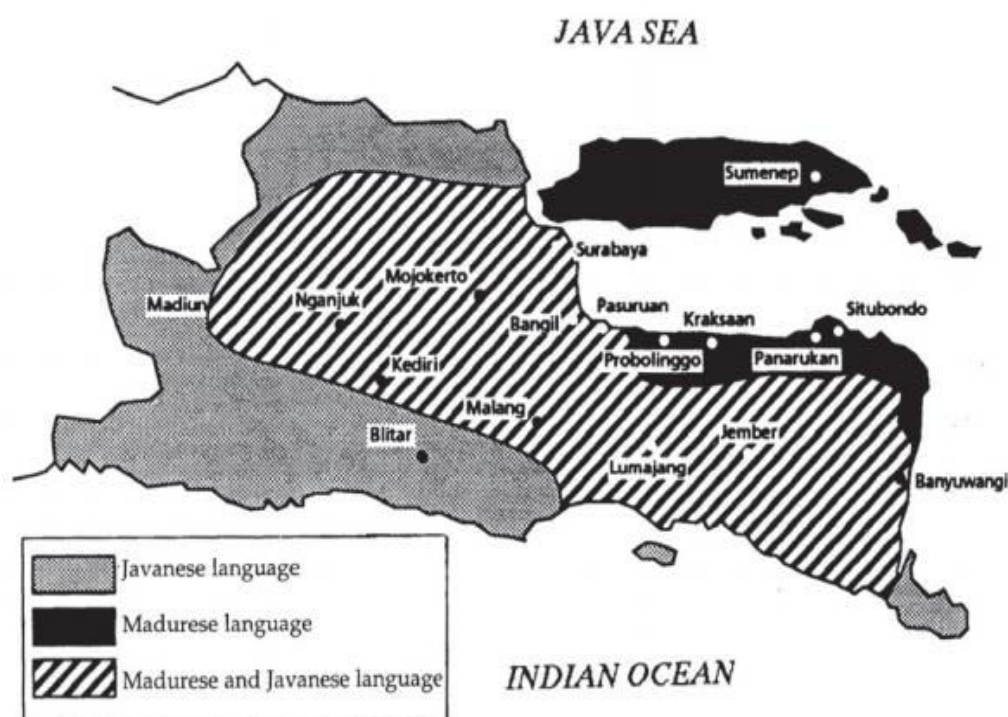 JAVA SEA
Sumenep
Surabaya
Mojokerto
Madiun
Nganjuk
Pasuruan
Situbondo
Bangil
Kraksaan
Probolinggo
Panarukan
Kediri
Malang
Blitar
Jember
Lumajang
Banyuwangi
Javanese language
Madurese language
Madurese and Javanese language
INDIAN OCEAN